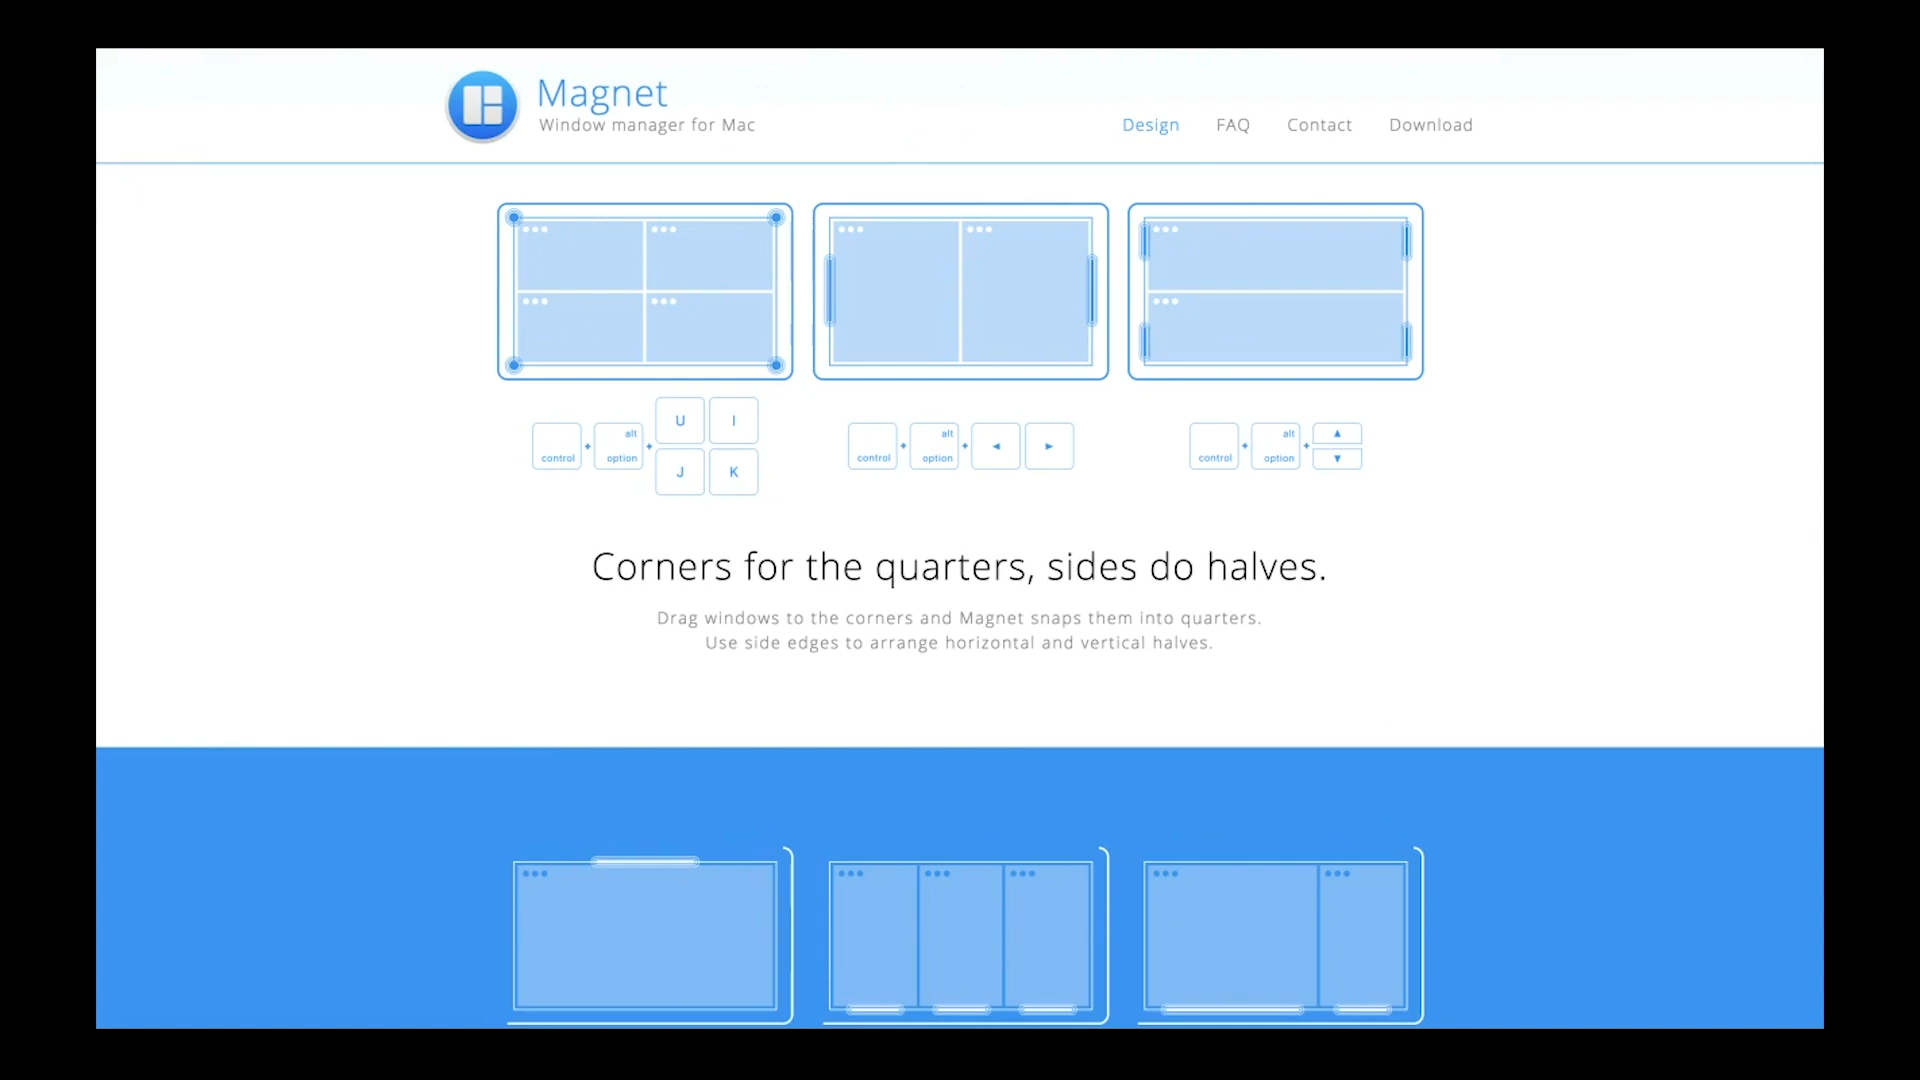 Magnet
Window manager for Mac
Design FAQ Contact Download
control + alt option + U I J K
control + alt option + ◄ ►
control + alt option + ▲ ▼
Corners for the quarters, sides do halves.
Drag windows to the corners and Magnet snaps them into quarters.
Use side edges to arrange horizontal and vertical halves.